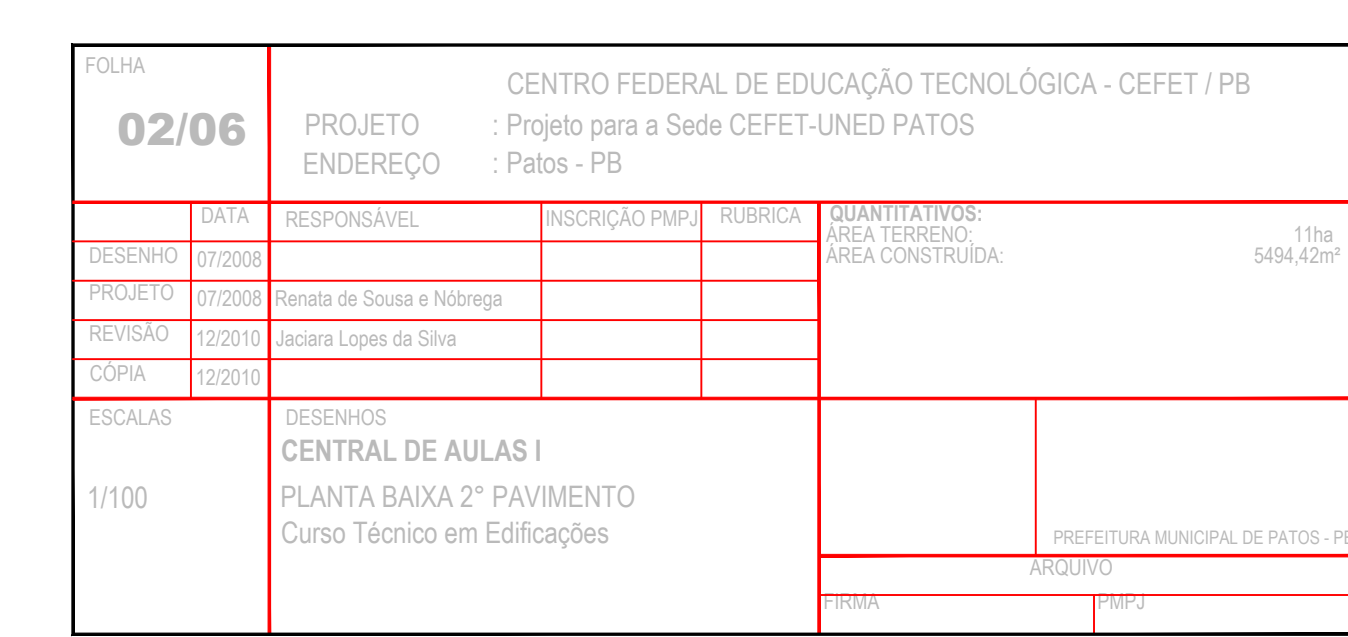 FOLHA
02/06
CENTRO FEDERAL DE EDUCAÇÃO TECNOLÓGICA - CEFET / PB
PROJETO : Projeto para a Sede CEFET-UNED PATOS
ENDEREÇO : Patos - PB
DATA RESPONSÁVEL INSCRIÇÃO PMPJ RUBRICA
DESENHO 07/2008
PROJETO 07/2008 Renata de Sousa e Nóbrega
REVISÃO 12/2010 Jaciara Lopes da Silva
CÓPIA 12/2010
QUANTITATIVOS:
ÁREA TERRENO: 11ha
ÁREA CONSTRUÍDA: 5494,42m²
ESCALAS
1/100
DESENHOS
CENTRAL DE AULAS I
PLANTA BAIXA 2° PAVIMENTO
Curso Técnico em Edificações
PREFEITURA MUNICIPAL DE PATOS - P
ARQUIVO
FIRMA PMPJ